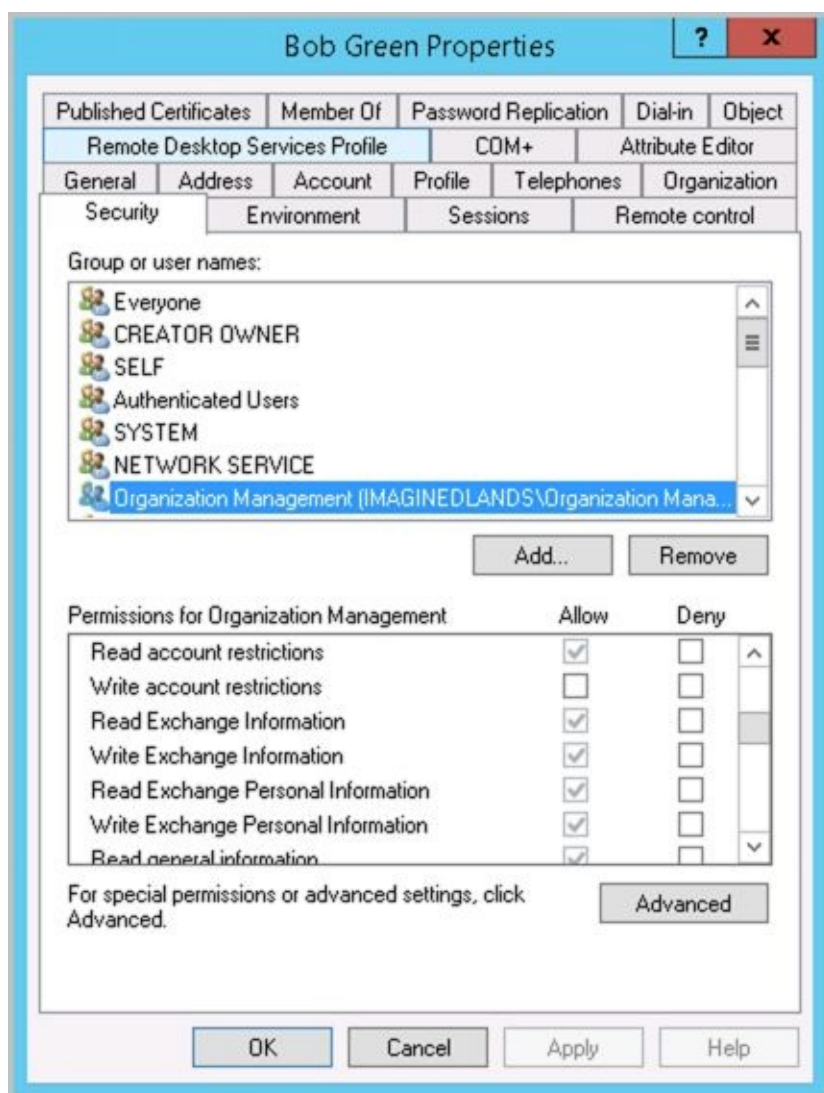 Bob Green Properties
?
x
Published Certificates Member Of Password Replication Dial-in Object
Remote Desktop Services Profile COM+ Attribute Editor
General Address Account Profile Telephones Organization
Security Environment Sessions Remote control
Group or user names:
Everyone
CREATOR OWNER
SELF
Authenticated Users
SYSTEM
NETWORK SERVICE
Organization Management (IMAGINEDLANDS\Organization Mana...
Add... Remove
Permissions for Organization Management Allow Deny
Read account restrictions
Write account restrictions
Read Exchange Information
Write Exchange Information
Read Exchange Personal Information
Write Exchange Personal Information
Read general information
For special permissions or advanced settings, click
Advanced.
Advanced
OK Cancel Apply Help